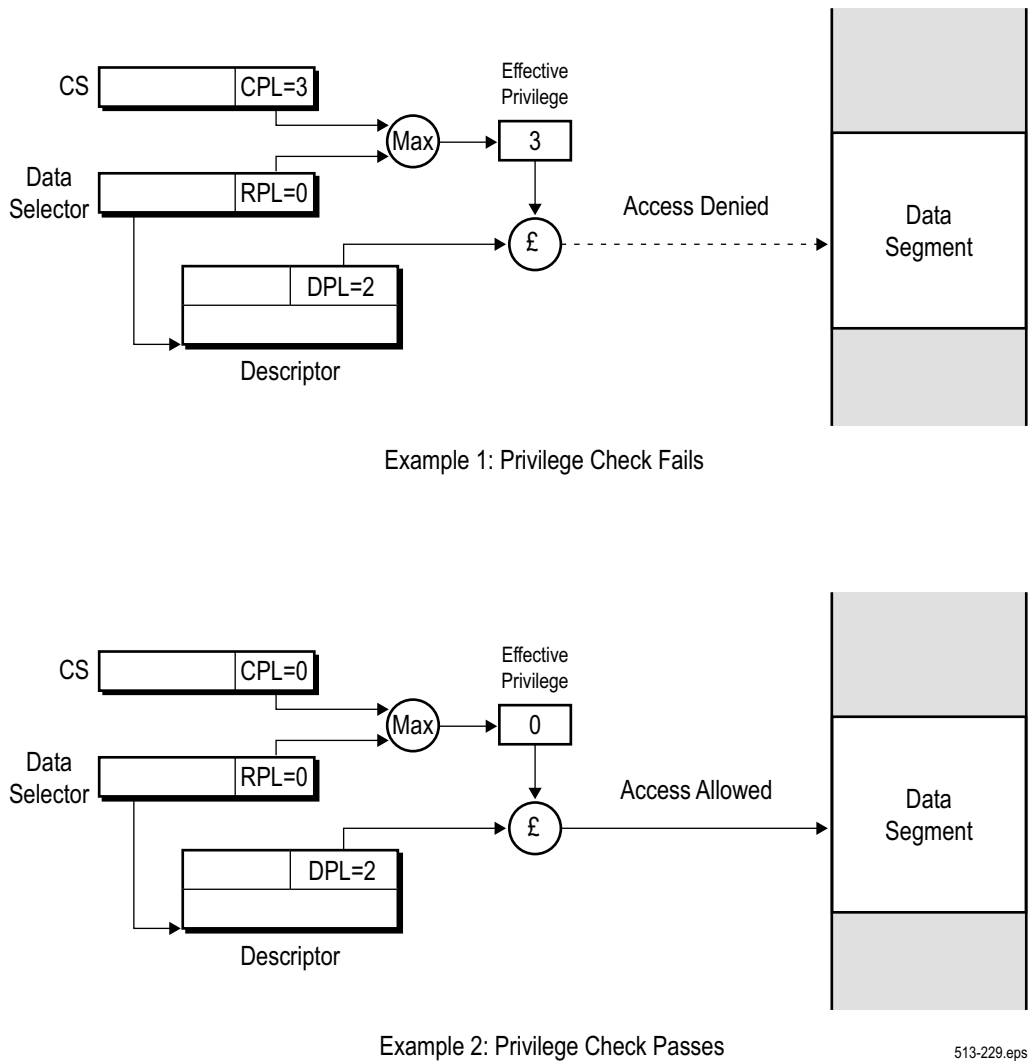 CS
CPL=3
Effective
Privilege
Max
3
Data
Selector
RPL=0
£
Access Denied
Data
Segment
DPL=2
Descriptor
Example 1: Privilege Check Fails
CS
CPL=0
Effective
Privilege
Max
0
Data
Selector
RPL=0
£
Access Allowed
Data
Segment
DPL=2
Descriptor
Example 2: Privilege Check Passes
513-229.eps